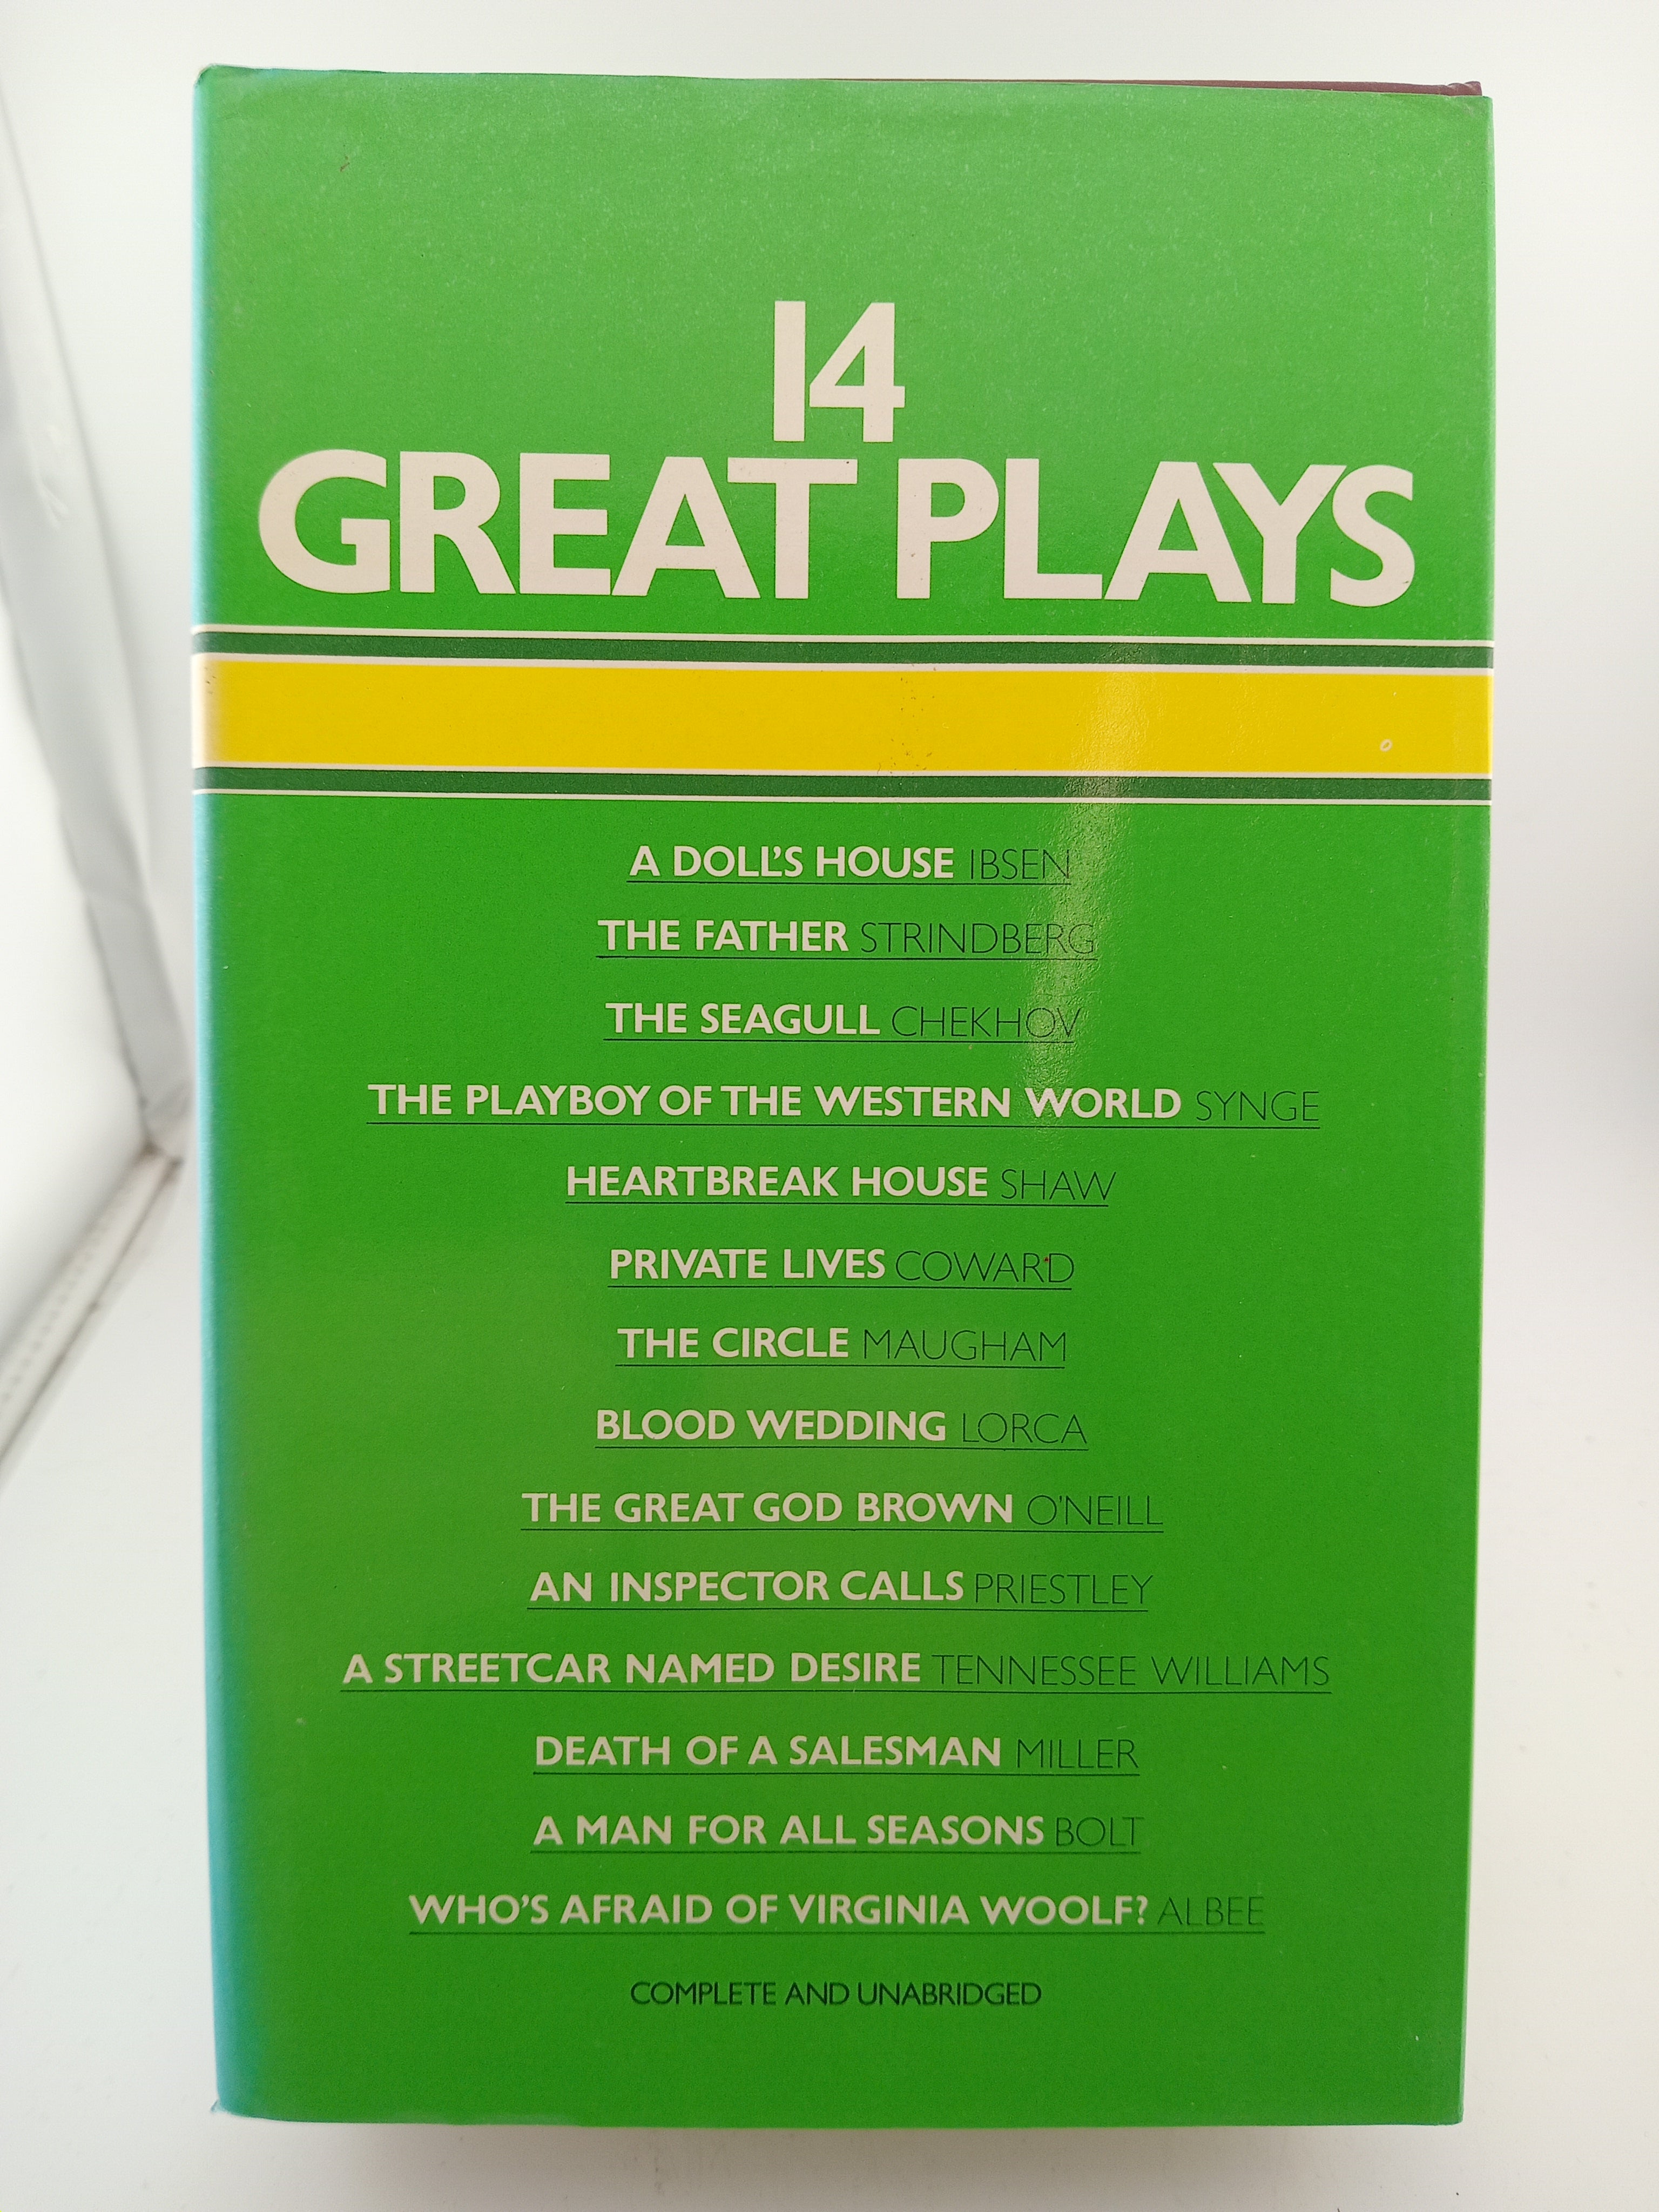 14
GREAT PLAYS
A DOLL'S HOUSE IBSEN
THE FATHER STRINDBERG
THE SEAGULL CHEKHOV
THE PLAYBOY OF THE WESTERN WORLD SYNGE
HEARTBREAK HOUSE SHAW
PRIVATE LIVES COWARD
THE CIRCLE MAUGHAM
BLOOD WEDDING LORCA
THE GREAT GOD BROWN O'NEILL
AN INSPECTOR CALLS PRIESTLEY
A STREETCAR NAMED DESIRE TENNESSEE WILLIAMS
DEATH OF A SALESMAN MILLER
A MAN FOR ALL SEASONS BOLT
WHO'S AFRAID OF VIRGINIA WOOLF? ALBEE
COMPLETE AND UNABRIDGED